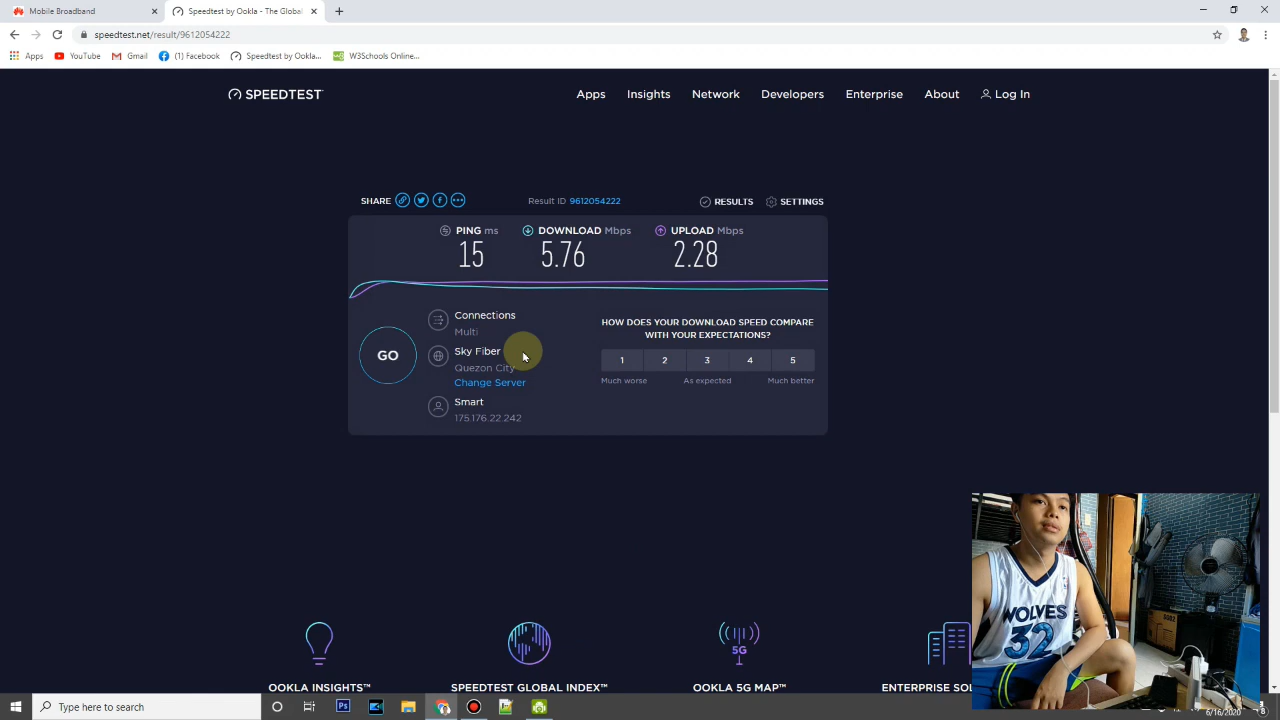 Mobile Broadband
Speedtest by Ookla - The Global
speedtest.net/result/9612054222
Apps YouTube Gmail (1) Facebook Speedtest by Ookla... W3Schools Online...
SPEEDTEST
Apps Insights Network Developers Enterprise About Log In
SHARE Result ID 9612054222 RESULTS SETTINGS
PING ms DOWNLOAD Mbps UPLOAD Mbps
15 5.76 2.28
GO
Connections
Multi
Sky Fiber
Quezon City
Change Server
Smart
175.176.22.242
HOW DOES YOUR DOWNLOAD SPEED COMPARE
WITH YOUR EXPECTATIONS?
1 2 3 4 5
Much worse As expected Much better
WOLVES
32
5G
OOKLA INSIGHTS™ SPEEDTEST GLOBAL INDEX™ OOKLA 5G MAP™ ENTERPRISE SOL
Type here to search
6/16/2020